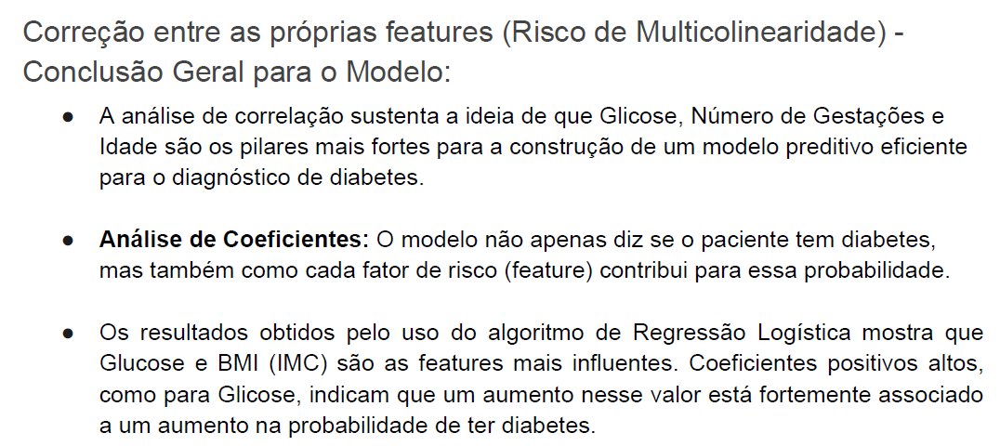 Correção entre as próprias features (Risco de Multicolinearidade) -
Conclusão Geral para o Modelo:
● A análise de correlação sustenta a ideia de que Glicose, Número de Gestações e
Idade são os pilares mais fortes para a construção de um modelo preditivo eficiente
para o diagnóstico de diabetes.
● Análise de Coeficientes: O modelo não apenas diz se o paciente tem diabetes,
mas também como cada fator de risco (feature) contribui para essa probabilidade.
● Os resultados obtidos pelo uso do algoritmo de Regressão Logística mostra que
Glucose e BMI (IMC) são as features mais influentes. Coeficientes positivos altos,
como para Glicose, indicam que um aumento nesse valor está fortemente associado
a um aumento na probabilidade de ter diabetes.